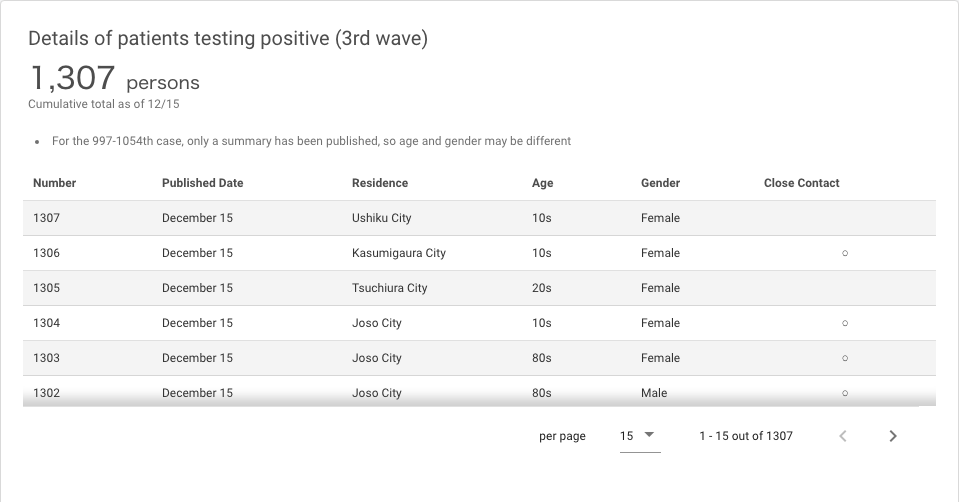 Details of patients testing positive (3rd wave)
1,307 persons
Cumulative total as of 12/15
• For the 997-1054th case, only a summary has been published, so age and gender may be different
Number Published Date Residence Age Gender Close Contact
1307 December 15 Ushiku City 10s Female
1306 December 15 Kasumigaura City 10s Female ○
1305 December 15 Tsuchiura City 20s Female
1304 December 15 Joso City 10s Female ○
1303 December 15 Joso City 80s Female ○
1302 December 15 Joso City 80s Male ○
per page 15 1 - 15 out of 1307